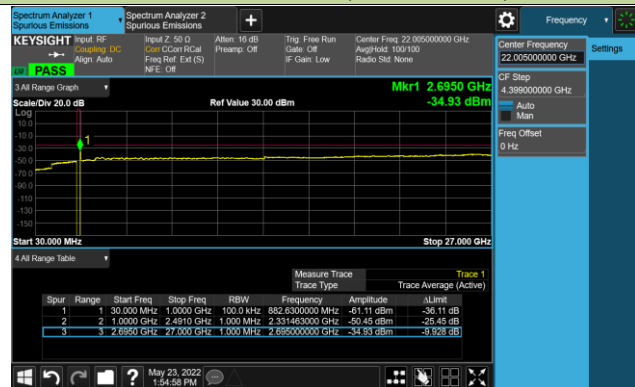 Spectrum Analyzer 1
Spurious Emissions
Spectrum Analyzer 2
Spurious Emissions
Frequency
KEYSIGHT
Input: RF
Coupling: DC
Align: Auto
Input Z: 50 Ω
Corr CCorr RCal
Freq Ref: Ext (S)
NFE: Off
Atten: 16 dB
Preamp: Off
Trig: Free Run
Gate: Off
IF Gain: Low
Center Freq: 22.005000000 GHz
Avg|Hold: 100/100
Radio Std: None
PASS
Center Frequency
22.005000000 GHz
Settings
CF Step
4.399000000 GHz
Auto
Man
Freq Offset
0 Hz
3 All Range Graph
Mkr1 2.6950 GHz
-34.93 dBm
Scale/Div 20.0 dB
Ref Value 30.00 dBm
Log
10.0
-10.0
-30.0
-50.0
-70.0
-90.0
-110
-130
-150
1
Start 30.000 MHz
Stop 27.000 GHz
4 All Range Table
Measure Trace Trace 1
Trace Type Trace Average (Active)
Spur Range Start Freq Stop Freq RBW Frequency Amplitude ΔLimit
1 1 30.000 MHz 1.0000 GHz 100.0 kHz 882.6300000 MHz -61.11 dBm -36.11 dB
2 2 1.0000 GHz 2.4910 GHz 1.000 MHz 2.331463000 GHz -50.45 dBm -25.45 dB
3 3 2.6950 GHz 27.000 GHz 1.000 MHz 2.695000000 GHz -34.93 dBm -9.928 dB
May 23, 2022
1:54:58 PM